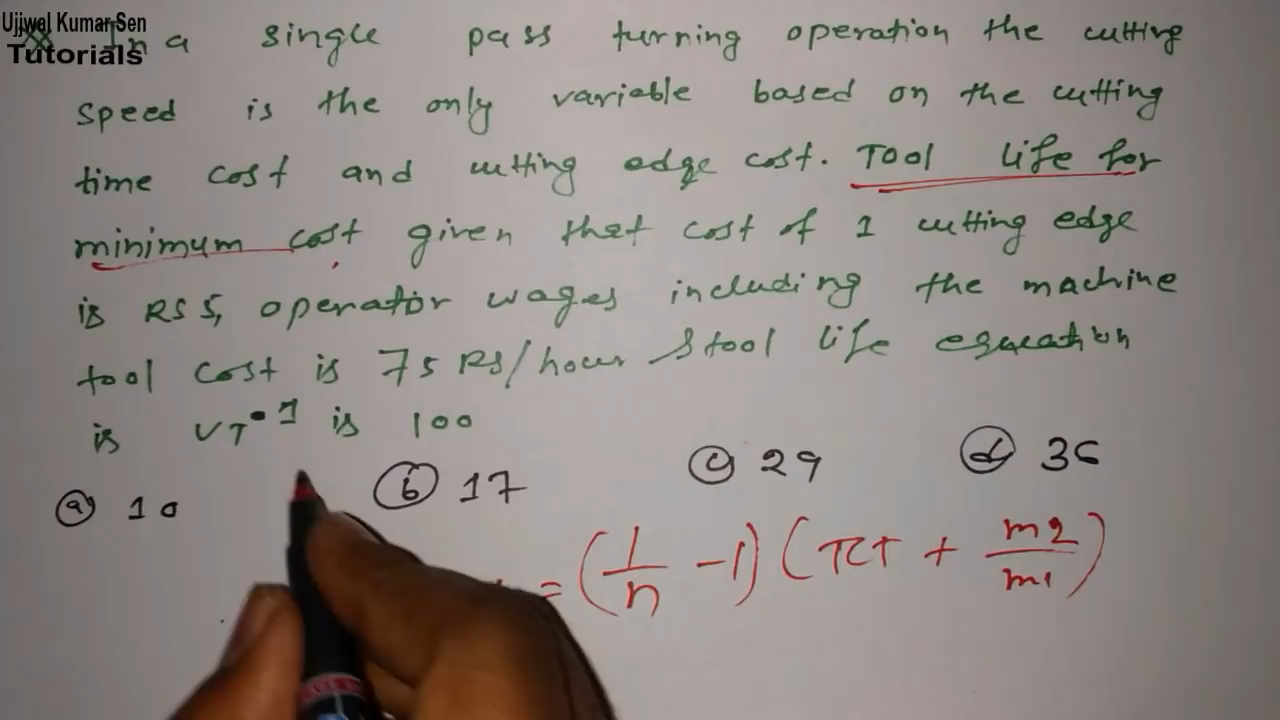 Ujjwal Kumar Sen
Tutorials
In a single pass turning operation the cutting
speed is the only variable based on the cutting
time cost and cutting edge cost. Tool life for
minimum cost given that cost of 1 cutting edge
is RS 5, operator wages including the machine
tool cost is 75 RS/hour & tool life equation
is VT^.1 is 100
(a) 10 (b) 17 (c) 29 (d) 36
= (1/n - 1) (TCT + m2/m1)